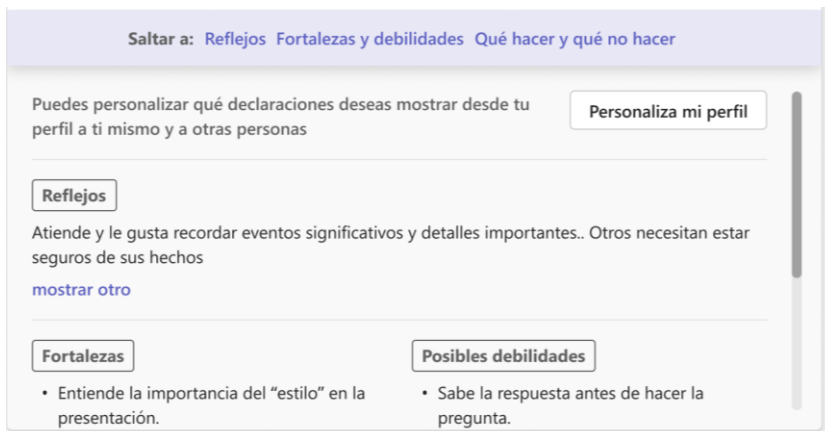 Saltar a: Reflejos Fortalezas y debilidades Qué hacer y qué no hacer
Puedes personalizar qué declaraciones deseas mostrar desde tu
perfil a ti mismo y a otras personas
Personaliza mi perfil
Reflejos
Atiende y le gusta recordar eventos significativos y detalles importantes.. Otros necesitan estar
seguros de sus hechos
mostrar otro
Fortalezas
• Entiende la importancia del “estilo” en la
presentación.
Posibles debilidades
• Sabe la respuesta antes de hacer la
pregunta.